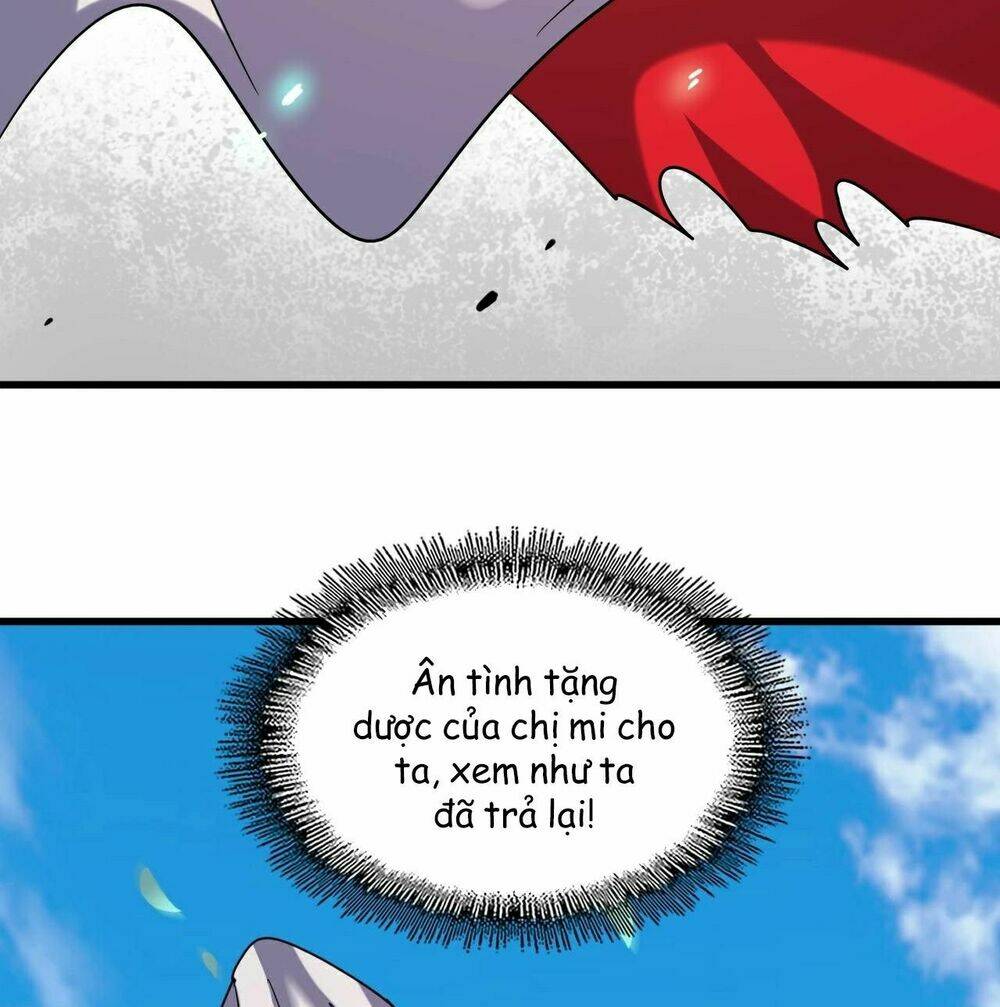 Ân tình tặng
dược của chị mi cho
ta, xem như ta
đã trả lại!